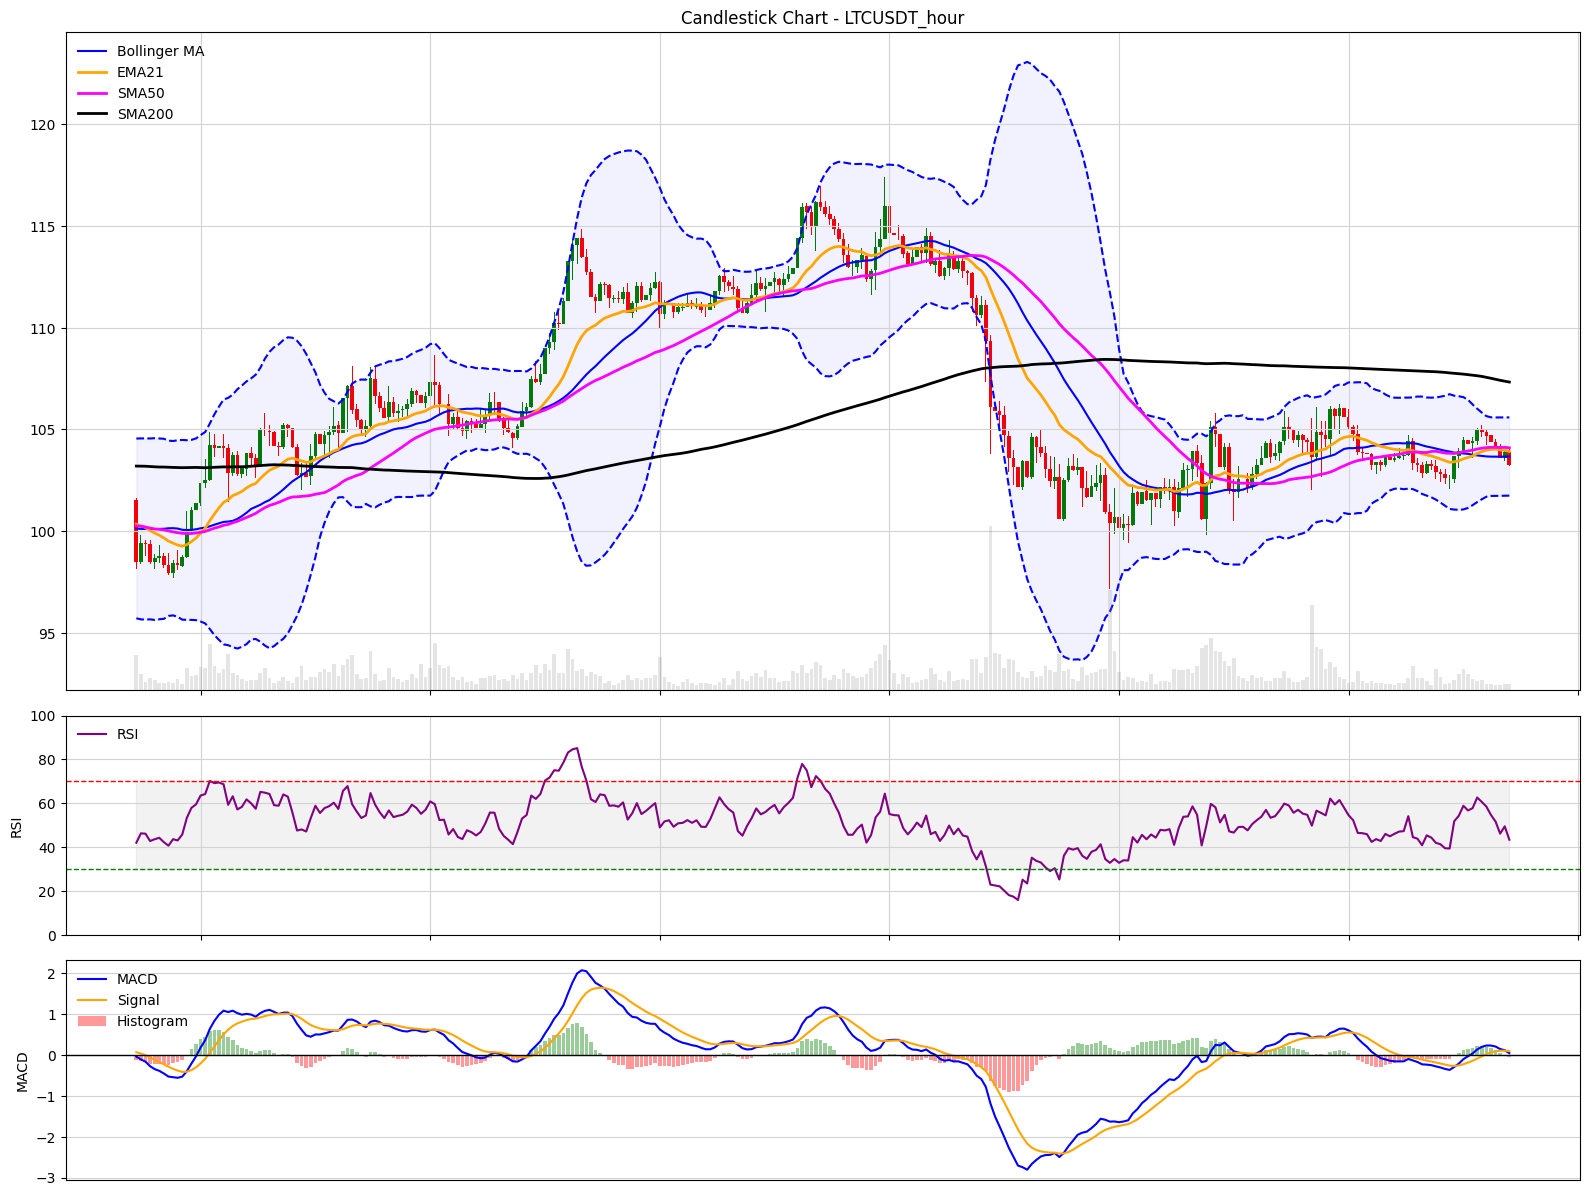 Candlestick Chart - LTCUSDT_hour
Bollinger MA
EMA21
SMA50
SMA200
120
115
110
105
100
95
RSI
100
80
60
40
20
0
RSI
MACD
Signal
Histogram
2
1
0
−1
−2
−3
MACD